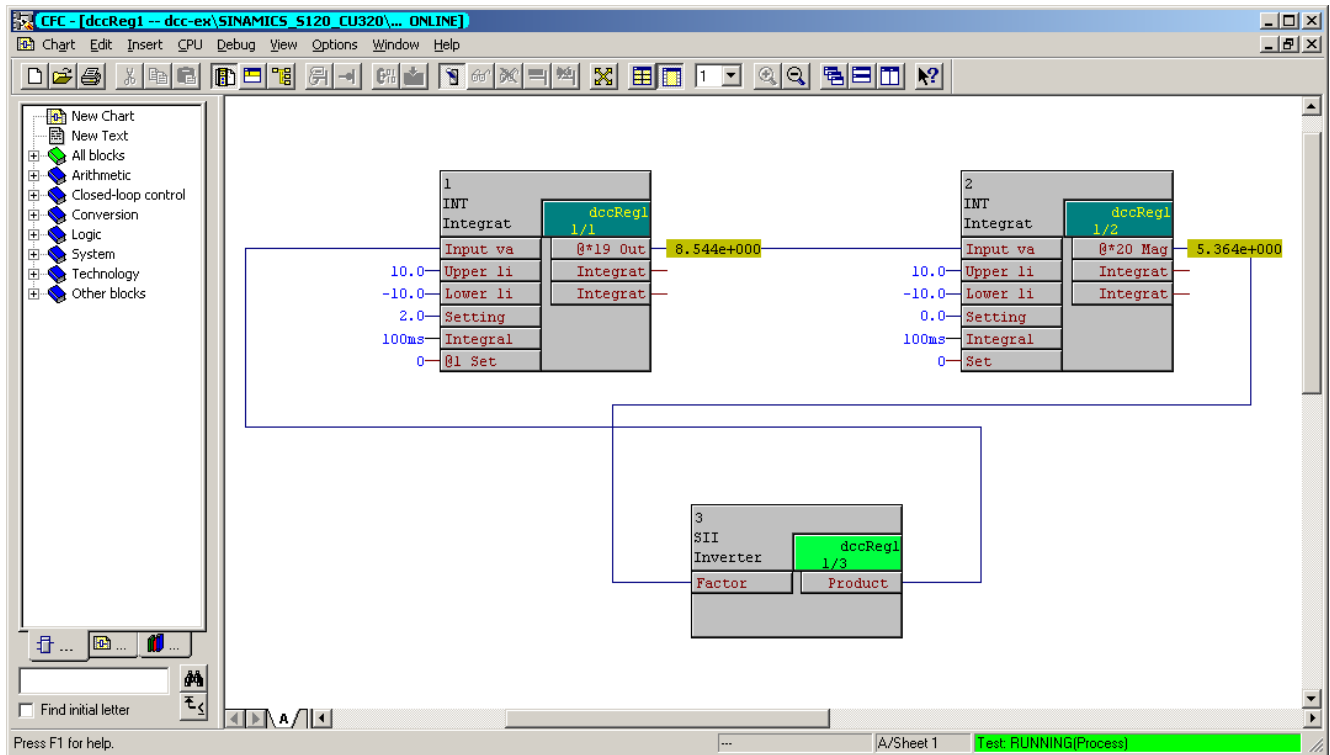 CFC - [dccReg1 -- dcc-ex\SINAMICS_S120_CU320\... ONLINE]
Chart Edit Insert CPU Debug View Options Window Help
1
New Chart
New Text
All blocks
Arithmetic
Closed-loop control
Conversion
Logic
System
Technology
Other blocks
...
...
...
Find initial letter
1
INT
Integrat
dccReg1
1/1
Input va
@*19 Out
8.544e+000
10.0
Upper li
Integrat
-10.0
Lower li
Integrat
2.0
Setting
100ms
Integral
0
@1 Set
2
INT
Integrat
dccReg1
1/2
Input va
@*20 Mag
5.364e+000
10.0
Upper li
Integrat
-10.0
Lower li
Integrat
0.0
Setting
100ms
Integral
0
Set
3
SII
Inverter
dccReg1
1/3
Factor
Product
A
Press F1 for help.
---
A/Sheet 1
Test: RUNNING(Process)